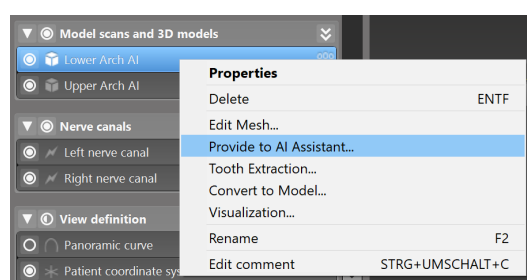 Model scans and 3D models
Lower Arch AI
Upper Arch AI
Nerve canals
Left nerve canal
Right nerve canal
View definition
Panoramic curve
Patient coordinate sys
Properties
Delete ENTF
Edit Mesh...
Provide to AI Assistant...
Tooth Extraction...
Convert to Model...
Visualization...
Rename F2
Edit comment STRG+UMSCHALT+C